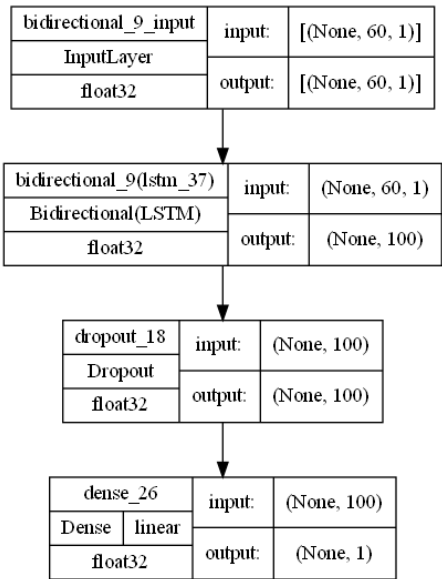 bidirectional_9_input
InputLayer
float32
input: [(None, 60, 1)]
output: [(None, 60, 1)]
bidirectional_9(lstm_37)
Bidirectional(LSTM)
float32
input: (None, 60, 1)
output: (None, 100)
dropout_18
Dropout
float32
input: (None, 100)
output: (None, 100)
dense_26
Dense linear
float32
input: (None, 100)
output: (None, 1)